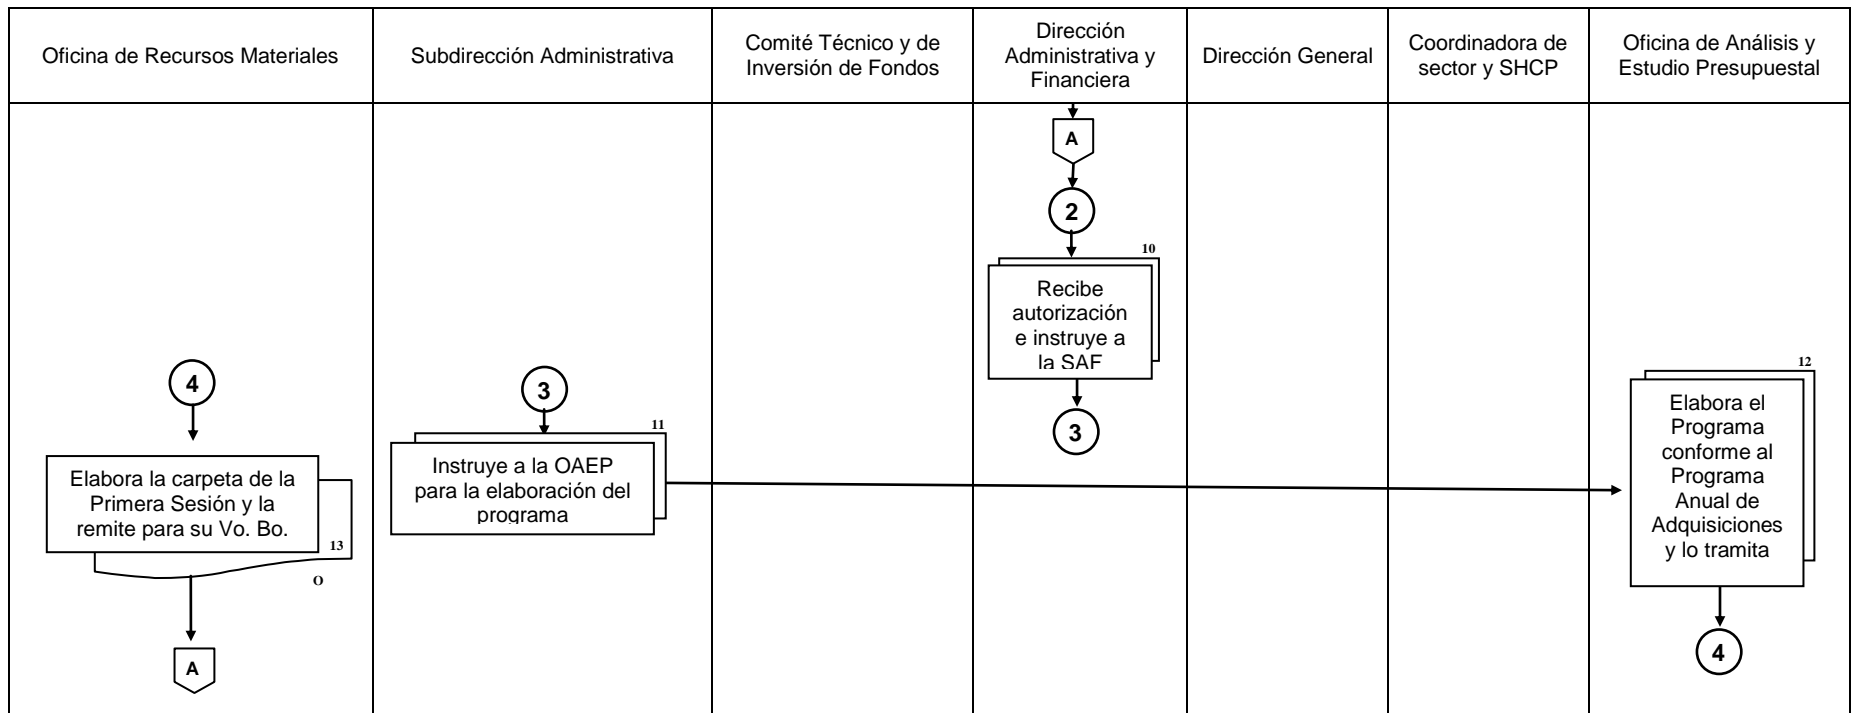 Oficina de Recursos Materiales
Subdirección Administrativa
Comité Técnico y de
Inversión de Fondos
Dirección
Administrativa y
Financiera
Dirección General
Coordinadora de
sector y SHCP
Oficina de Análisis y
Estudio Presupuestal
A
2
10
Recibe
autorización
e instruye a
la SAF
3
3
11
Instruye a la OAEP
para la elaboración del
programa
12
Elabora el
Programa
conforme al
Programa
Anual de
Adquisiciones
y lo tramita
4
4
Elabora la carpeta de la
Primera Sesión y la
remite para su Vo. Bo.
13
O
A